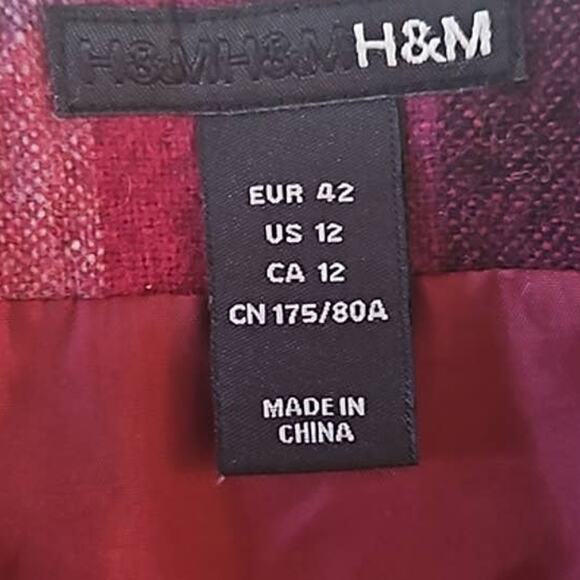 H&MH&MH&M
EUR 42
US 12
CA 12
CN 175/80A
MADE IN
CHINA